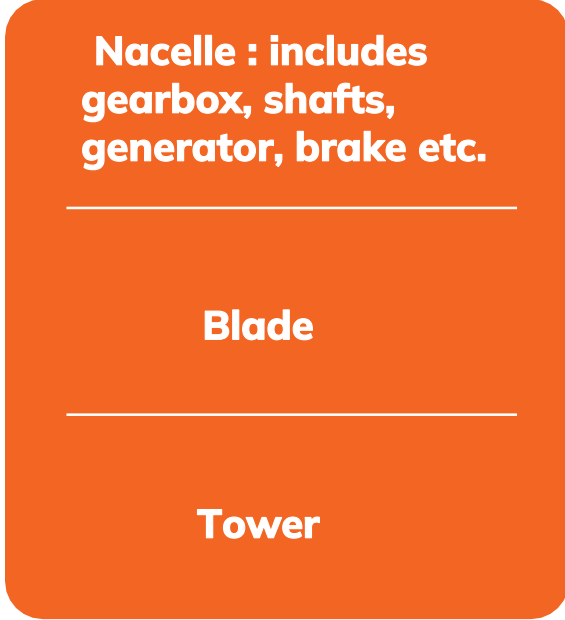 Nacelle : includes
gearbox, shafts,
generator, brake etc.
Blade
Tower